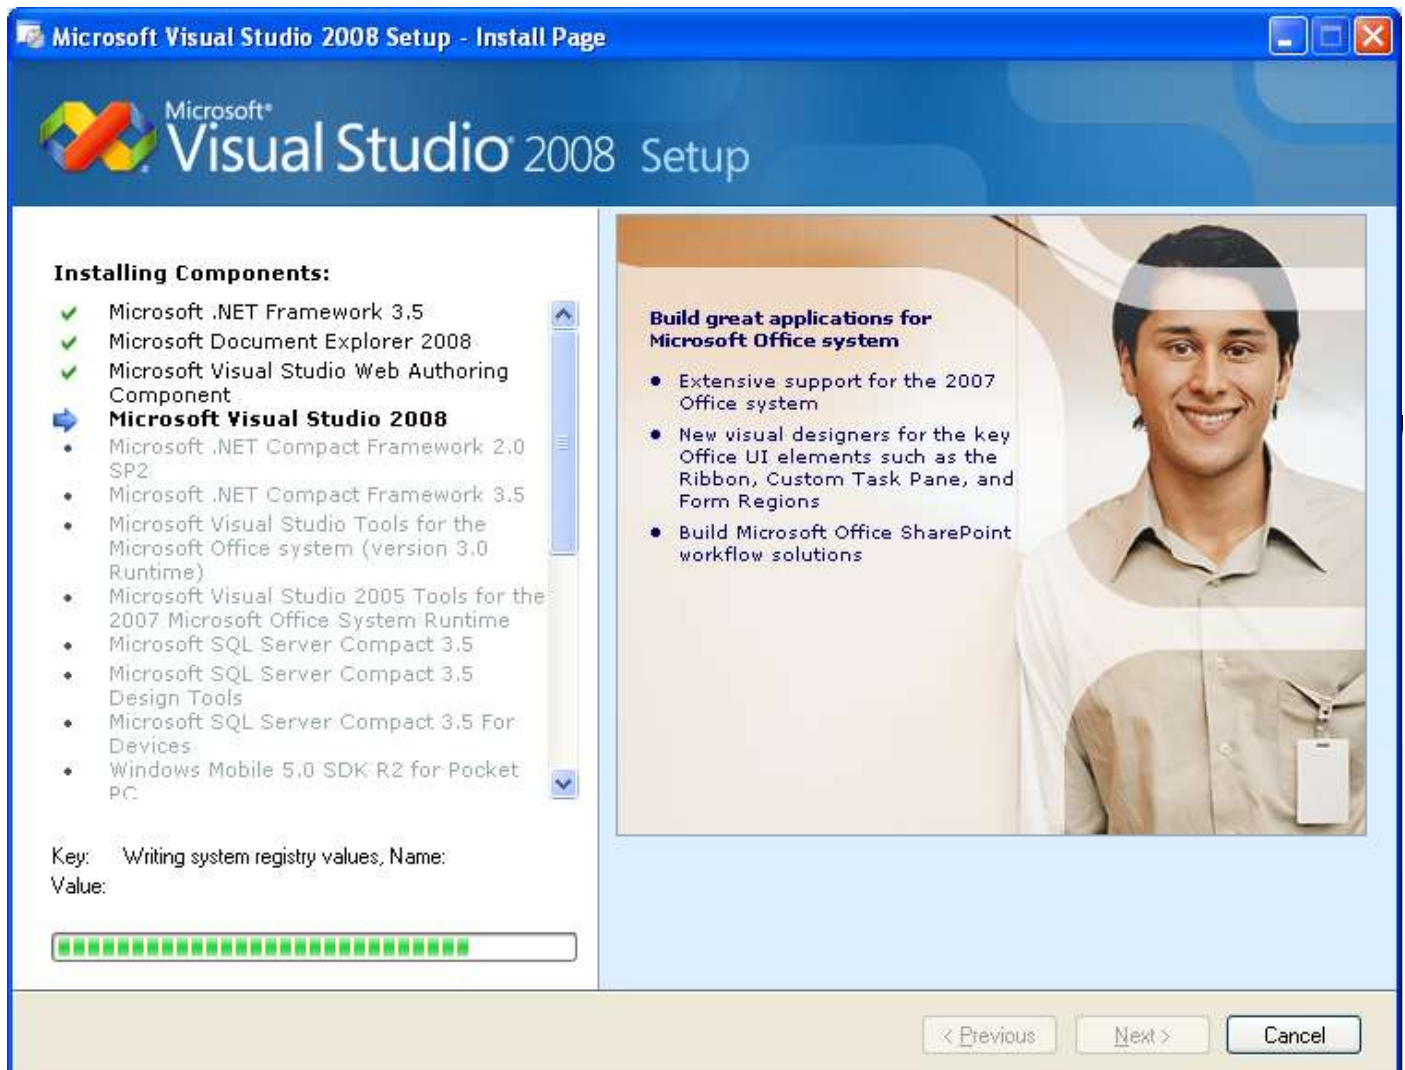 Microsoft Visual Studio 2008 Setup - Install Page
Microsoft®
Visual Studio® 2008 Setup
Installing Components:
Microsoft .NET Framework 3.5
Microsoft Document Explorer 2008
Microsoft Visual Studio Web Authoring
Component
Microsoft Visual Studio 2008
Microsoft .NET Compact Framework 2.0
SP2
Microsoft .NET Compact Framework 3.5
Microsoft Visual Studio Tools for the
Microsoft Office system (version 3.0
Runtime)
Microsoft Visual Studio 2005 Tools for the
2007 Microsoft Office System Runtime
Microsoft SQL Server Compact 3.5
Microsoft SQL Server Compact 3.5
Design Tools
Microsoft SQL Server Compact 3.5 For
Devices
Windows Mobile 5.0 SDK R2 for Pocket
PC
Key: Writing system registry values, Name:
Value:
Build great applications for
Microsoft Office system
• Extensive support for the 2007
Office system
• New visual designers for the key
Office UI elements such as the
Ribbon, Custom Task Pane, and
Form Regions
• Build Microsoft Office SharePoint
workflow solutions
< Previous
Next >
Cancel